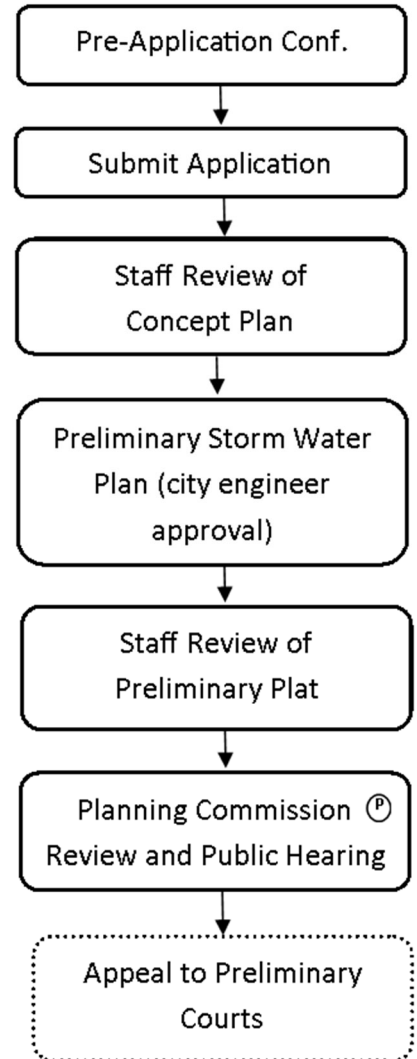 Pre-Application Conf.
Submit Application
Staff Review of
Concept Plan
Preliminary Storm Water
Plan (city engineer
approval)
Staff Review of
Preliminary Plat
Planning Commission P
Review and Public Hearing
Appeal to Preliminary
Courts